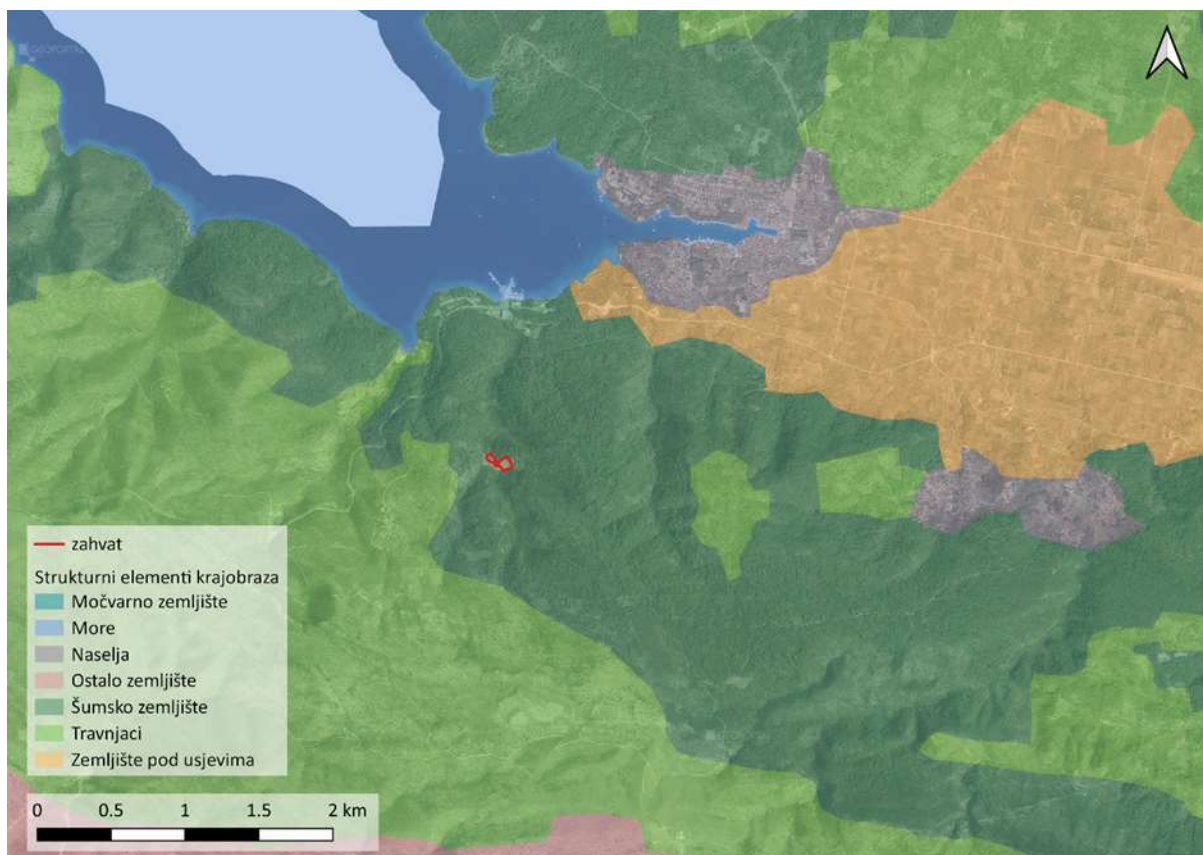 zahvat
Strukturni elementi krajobraza
Močvarno zemljište
More
Naselja
Ostalo zemljište
Šumsko zemljište
Travnjaci
Zemljište pod usjevima
0 0.5 1 1.5 2 km